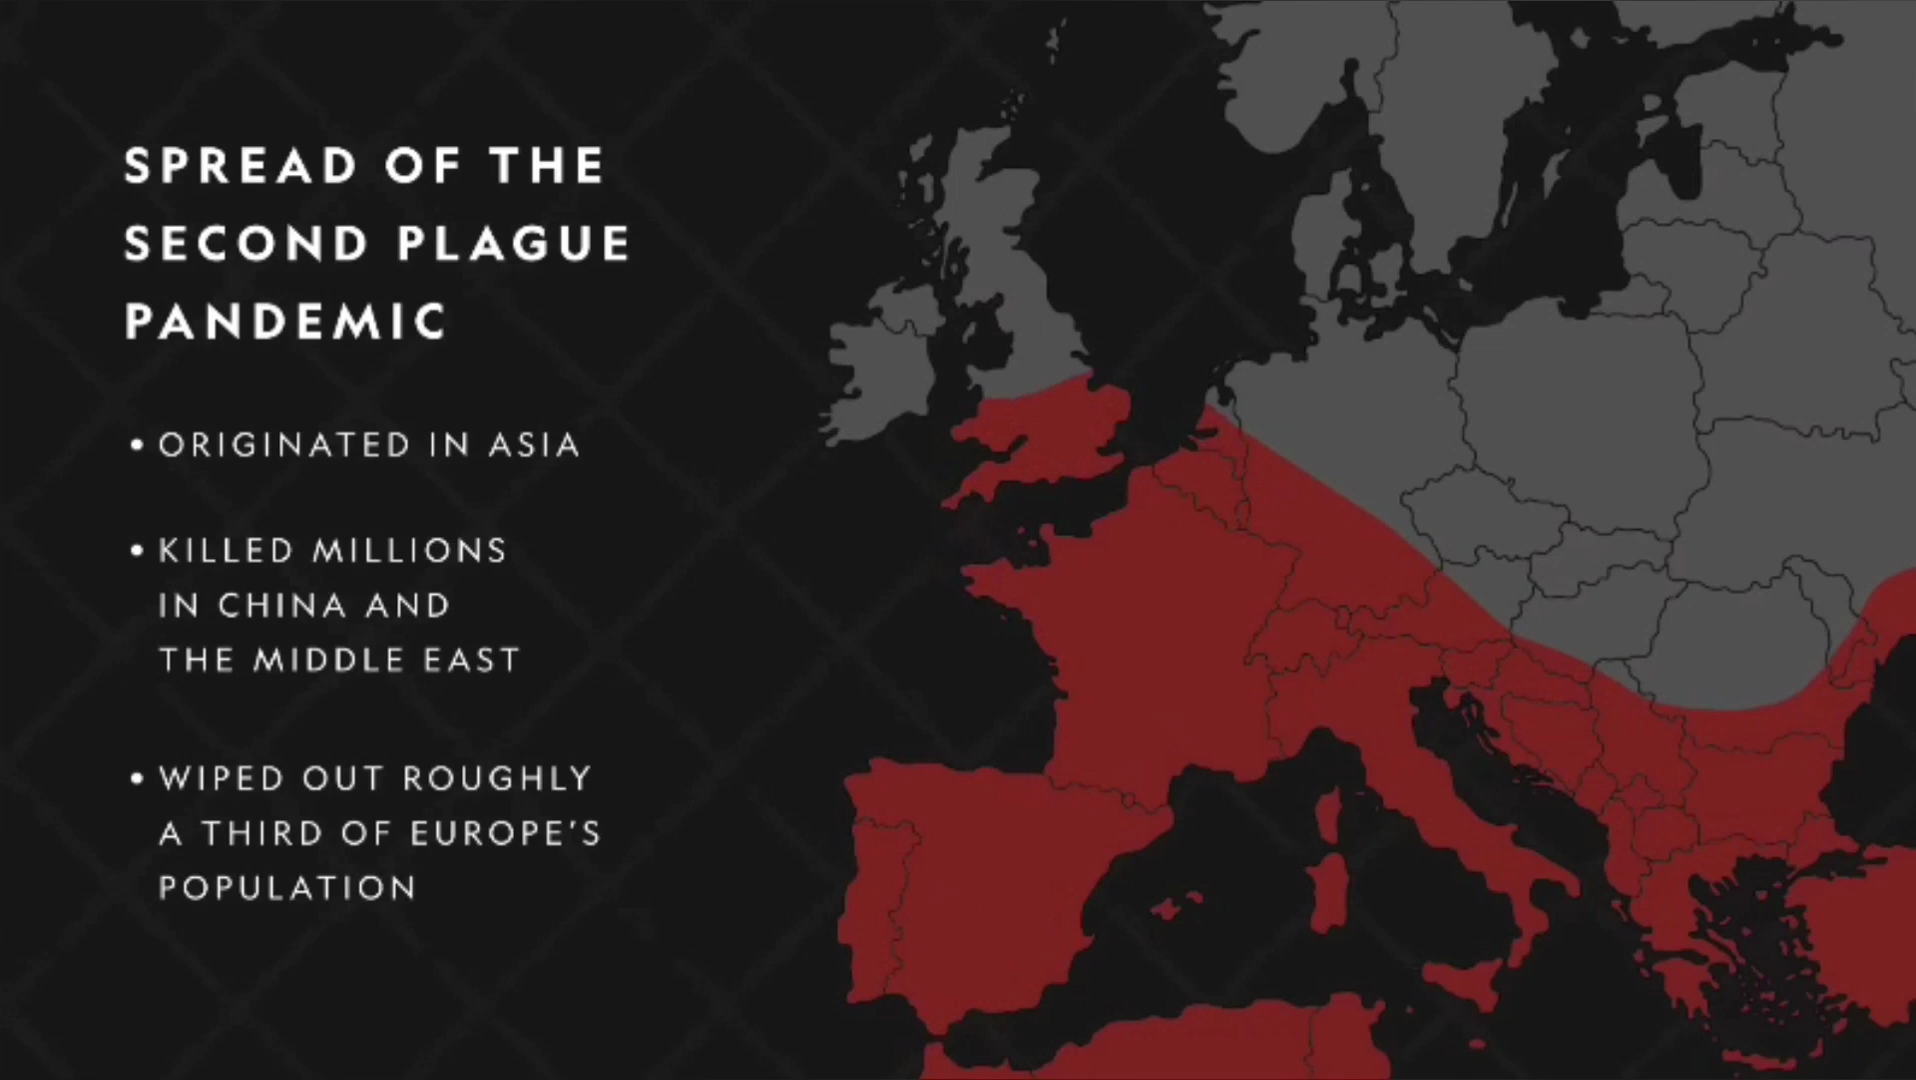 SPREAD OF THE
SECOND PLAGUE
PANDEMIC
• ORIGINATED IN ASIA
• KILLED MILLIONS
IN CHINA AND
THE MIDDLE EAST
• WIPED OUT ROUGHLY
A THIRD OF EUROPE’S
POPULATION